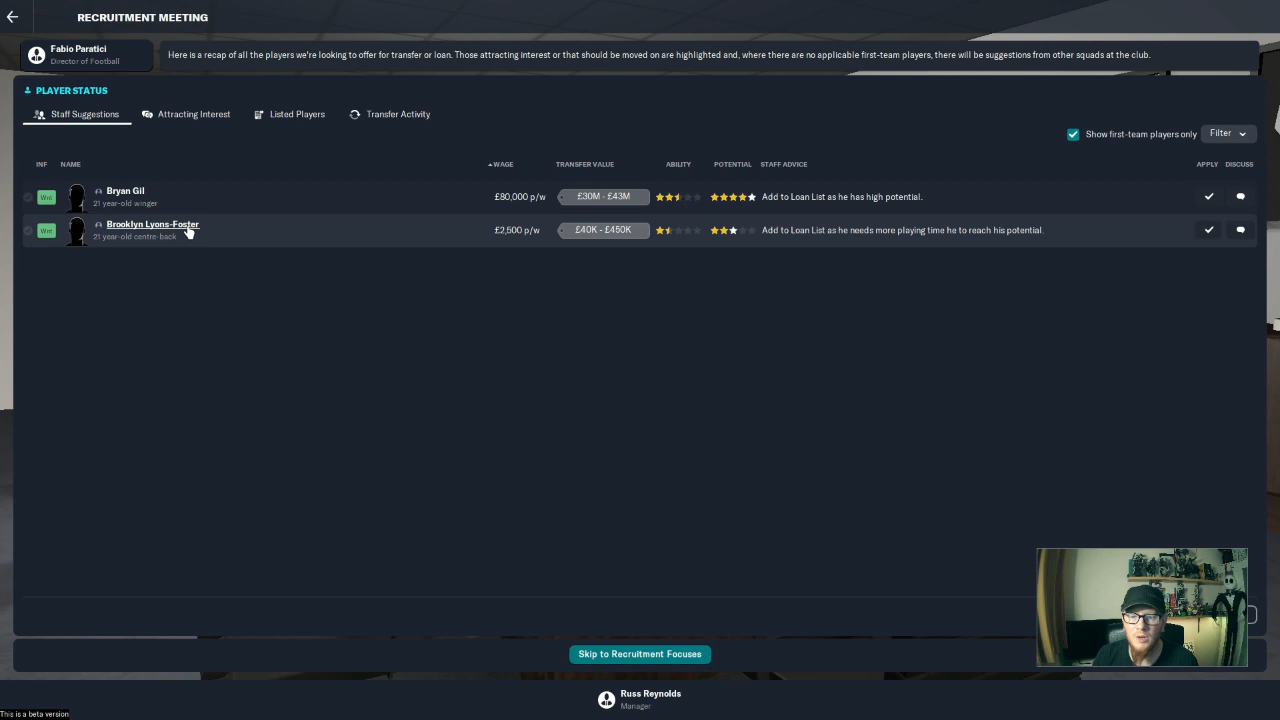 RECRUITMENT MEETING
Fabio Paratici
Director of Football
Here is a recap of all the players we're looking to offer for transfer or loan. Those attracting interest or that should be moved on are highlighted and, where there are no applicable first-team players, there will be suggestions from other squads at the club.
PLAYER STATUS
Staff Suggestions Attracting Interest Listed Players Transfer Activity
Show first-team players only Filter
INF NAME WAGE TRANSFER VALUE ABILITY POTENTIAL STAFF ADVICE APPLY DISCUSS
Wnt Bryan Gil £80,000 p/w £30M - £43M Add to Loan List as he has high potential.
21 year-old winger
Wnt Brooklyn Lyons-Foster £2,500 p/w £40K - £450K Add to Loan List as he needs more playing time he to reach his potential.
21 year-old centre-back
Skip to Recruitment Focuses
Russ Reynolds
Manager
This is a beta version